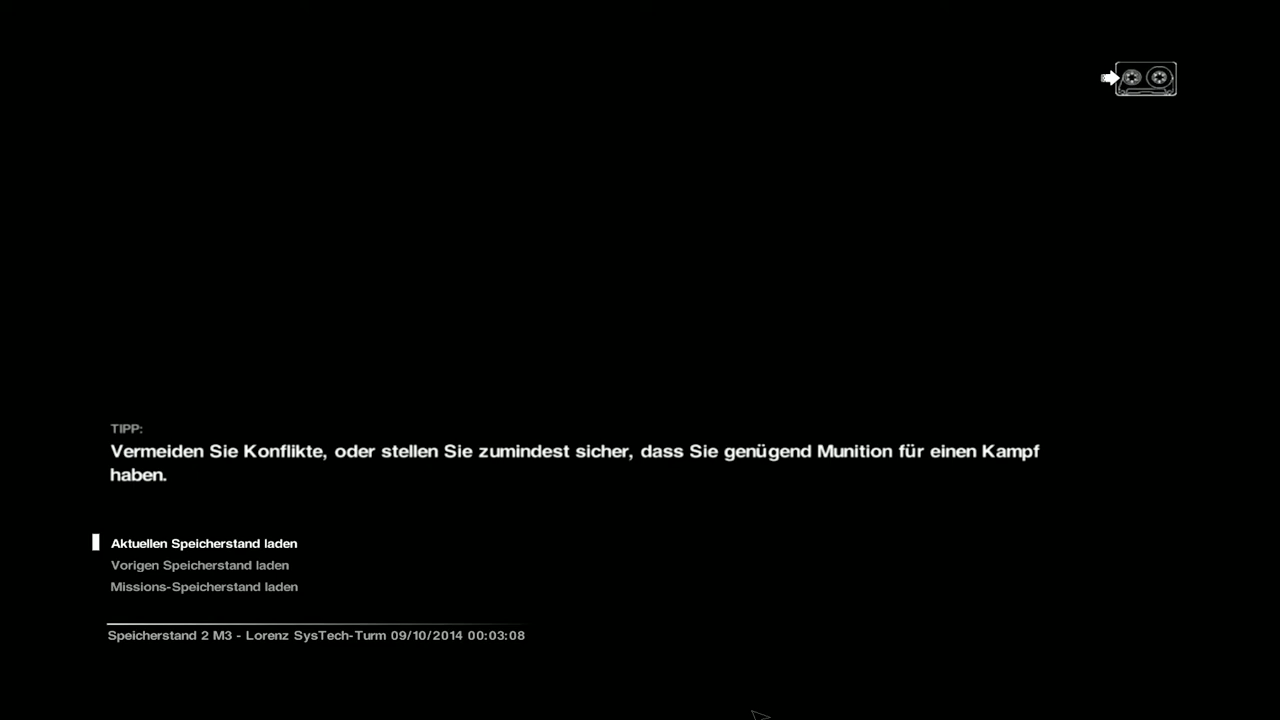 TIPP:
Vermeiden Sie Konflikte, oder stellen Sie zumindest sicher, dass Sie genügend Munition für einen Kampf
haben.
Aktuellen Speicherstand laden
Vorigen Speicherstand laden
Missions-Speicherstand laden
Speicherstand 2 M3 - Lorenz SysTech-Turm 09/10/2014 00:03:08